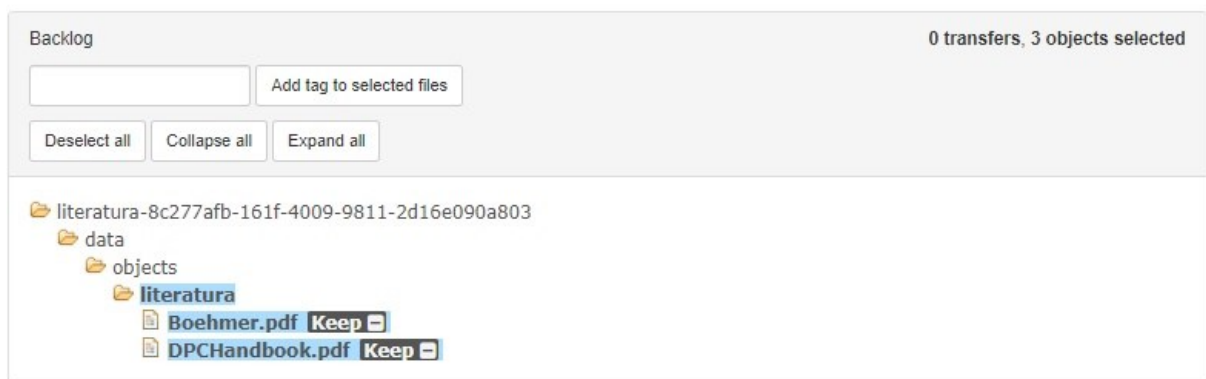 Backlog 0 transfers, 3 objects selected
Add tag to selected files
Deselect all Collapse all Expand all
literatura-8c277afb-161f-4009-9811-2d16e090a803
data
objects
literatura
Boehmer.pdf Keep
DPCHandbook.pdf Keep